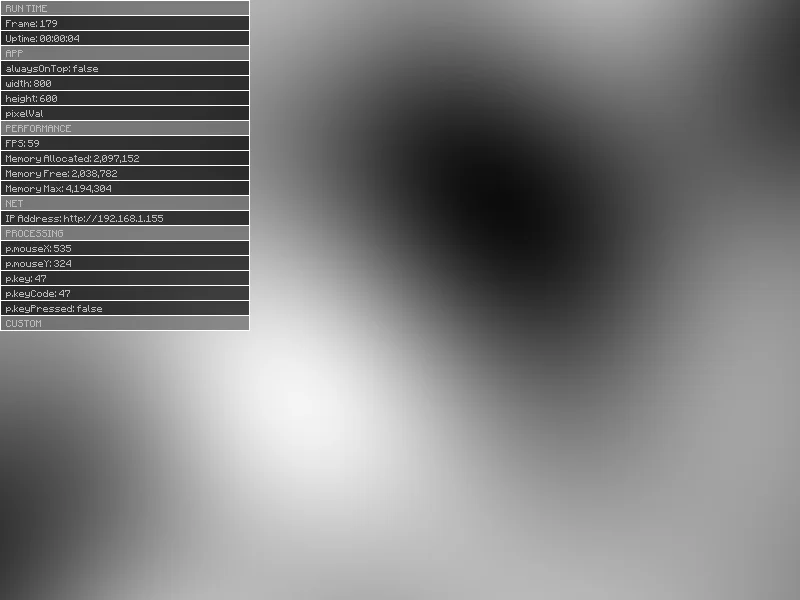 RUN TIME
Frame: 179
Uptime: 00:00:04
APP
alwaysOnTop: false
width: 800
height: 600
pixelVal
PERFORMANCE
FPS: 59
Memory Allocated: 2,097,152
Memory Free: 2,038,782
Memory Max: 4,194,304
NET
IP Address: http://192.168.1.155
PROCESSING
p.mouseX: 535
p.mouseY: 324
p.key: 47
p.keyCode: 47
p.keyPressed: false
CUSTOM